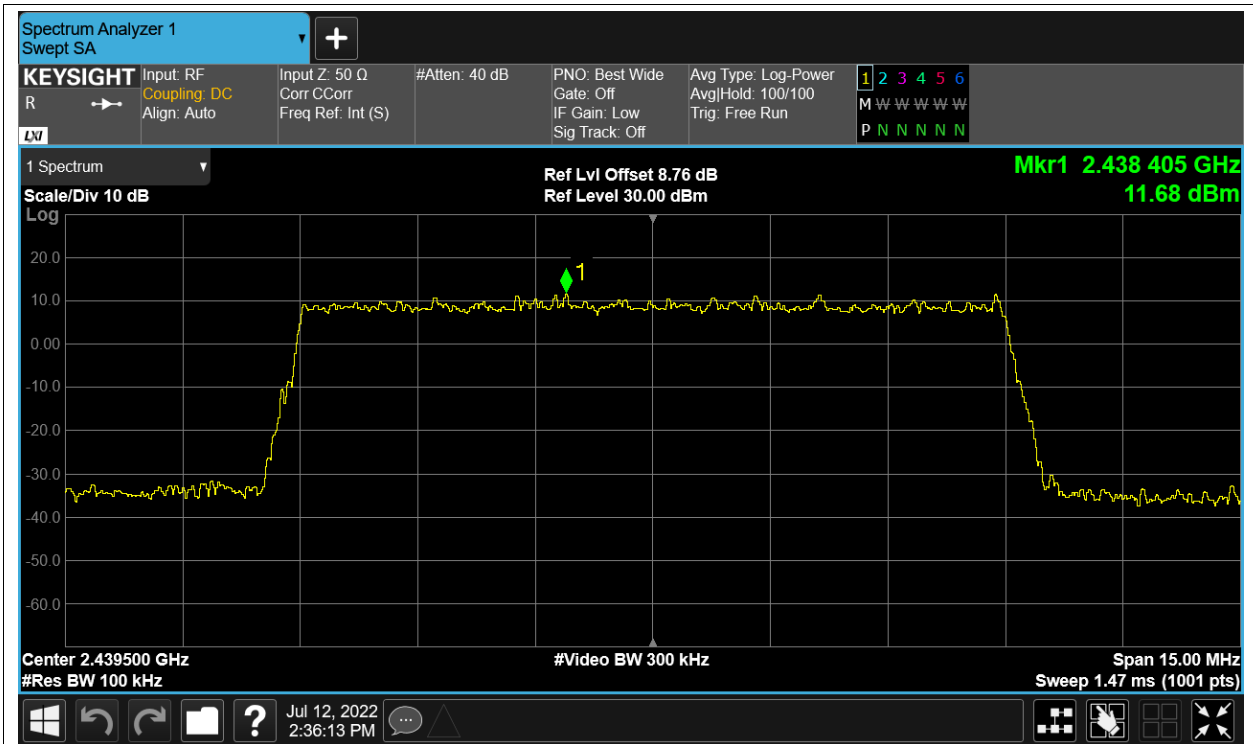 Spectrum Analyzer 1
Swept SA
+
KEYSIGHT
R
LXI
Input: RF
Coupling: DC
Align: Auto
Input Z: 50 Ω
Corr CCorr
Freq Ref: Int (S)
#Atten: 40 dB
PNO: Best Wide
Gate: Off
IF Gain: Low
Sig Track: Off
Avg Type: Log-Power
Avg|Hold: 100/100
Trig: Free Run
1 2 3 4 5 6
M W W W W W
P N N N N N
1 Spectrum
Scale/Div 10 dB
Ref Lvl Offset 8.76 dB
Ref Level 30.00 dBm
Mkr1 2.438 405 GHz
11.68 dBm
Log
20.0
10.0
0.00
-10.0
-20.0
-30.0
-40.0
-50.0
-60.0
1
Center 2.439500 GHz
#Res BW 100 kHz
#Video BW 300 kHz
Span 15.00 MHz
Sweep 1.47 ms (1001 pts)
?
Jul 12, 2022
2:36:13 PM